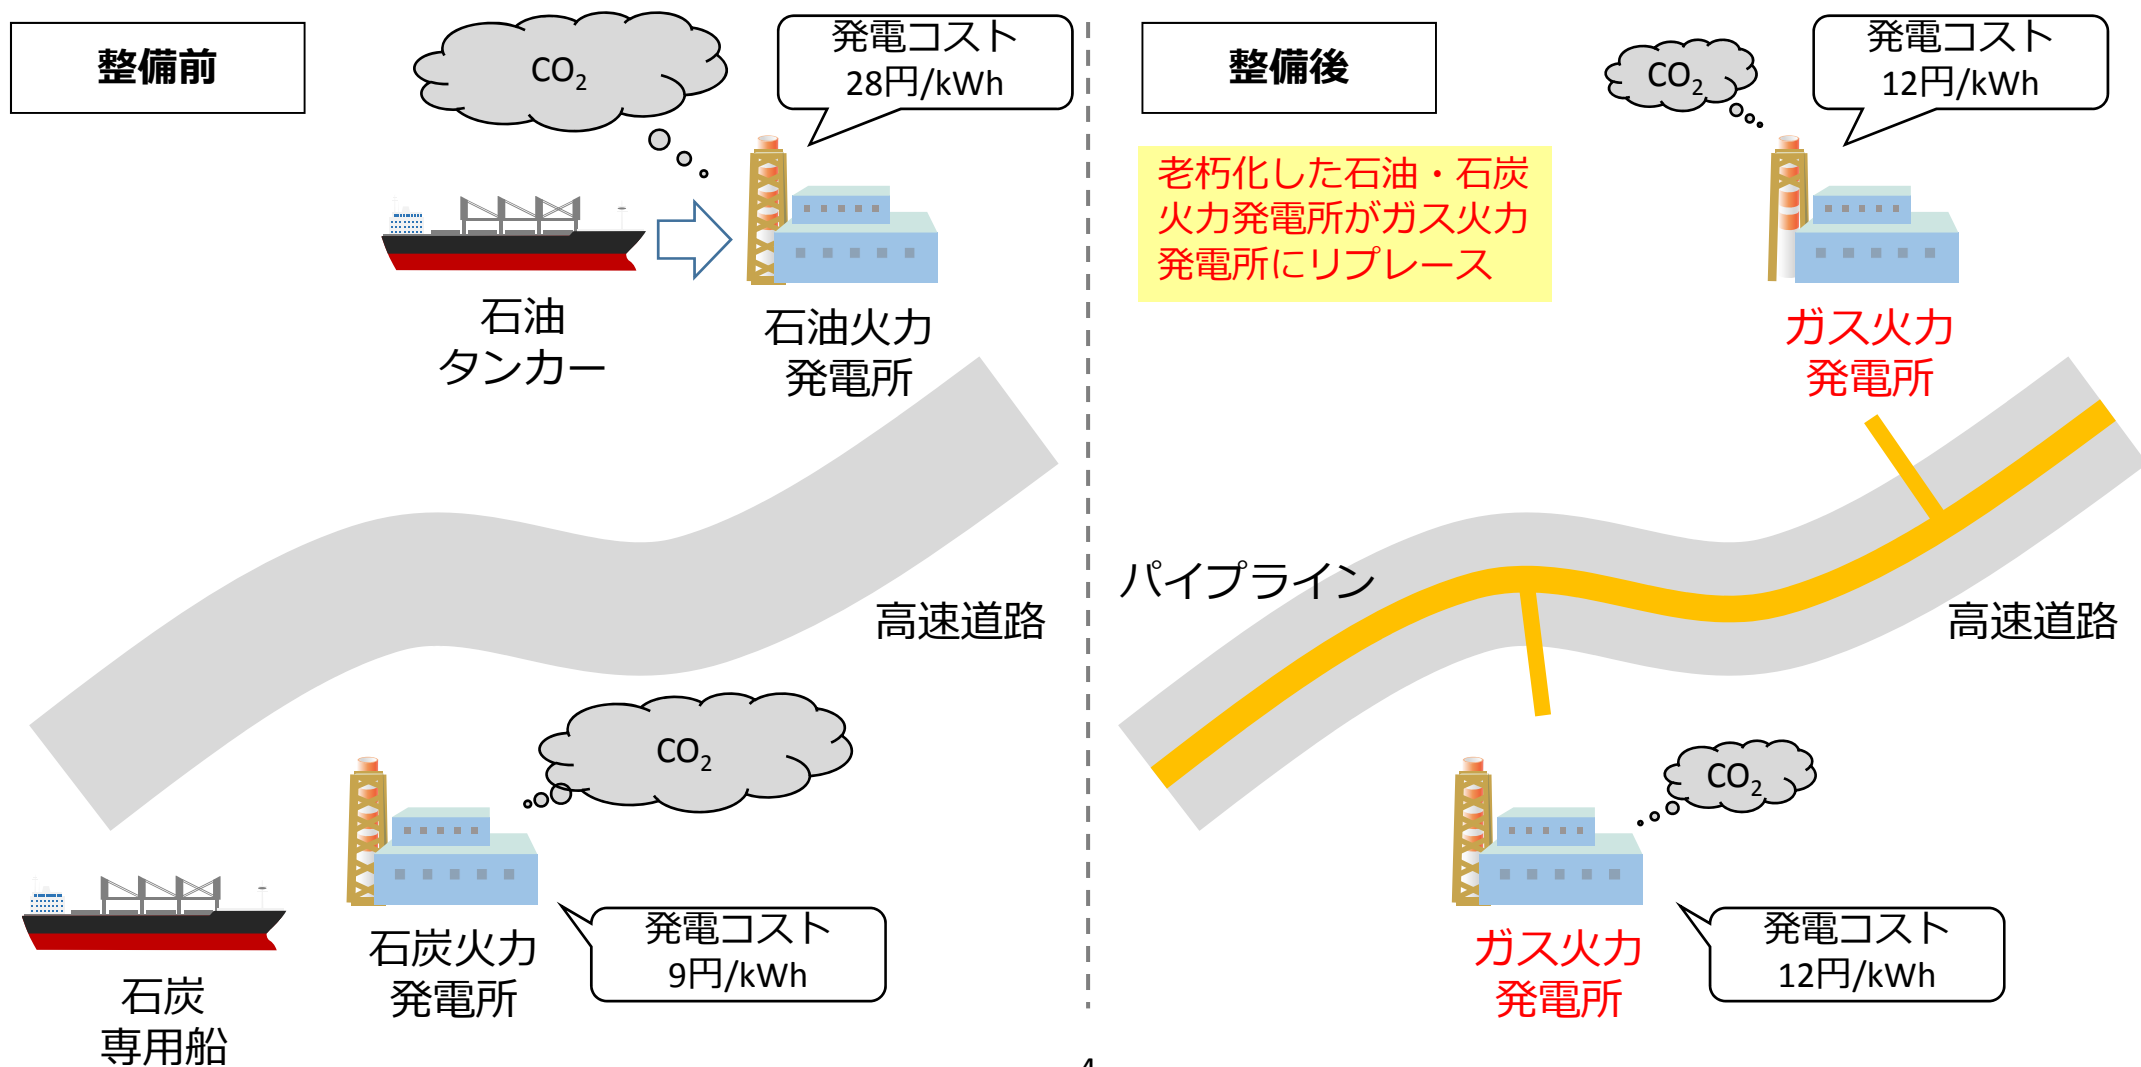 整備前
CO2
発電コスト
28円/kWh
石油
タンカー
石油火力
発電所
高速道路
CO2
石炭火力
発電所
発電コスト
9円/kWh
石炭
専用船
整備後
CO2
発電コスト
12円/kWh
老朽化した石油・石炭
火力発電所がガス火力
発電所にリプレース
ガス火力
発電所
パイプライン
高速道路
CO2
ガス火力
発電所
発電コスト
12円/kWh
4